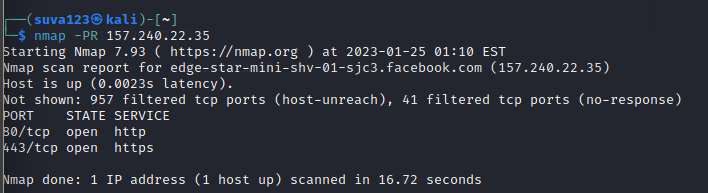 (suva123㉿kali)-[~]
$ nmap -PR 157.240.22.35
Starting Nmap 7.93 ( https://nmap.org ) at 2023-01-25 01:10 EST
Nmap scan report for edge-star-mini-shv-01-sjc3.facebook.com (157.240.22.35)
Host is up (0.0023s latency).
Not shown: 957 filtered tcp ports (host-unreach), 41 filtered tcp ports (no-response)
PORT    STATE SERVICE
80/tcp  open  http
443/tcp open  https
Nmap done: 1 IP address (1 host up) scanned in 16.72 seconds